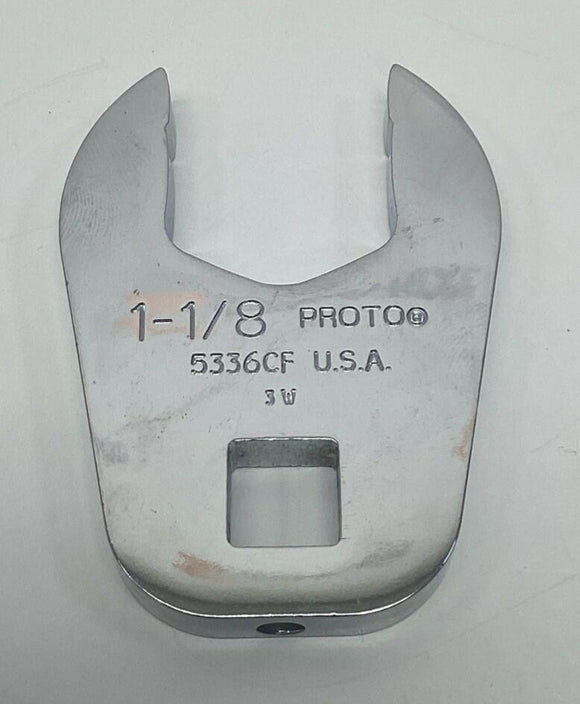 1-1/8 PROTO®
5336CF U.S.A.
3W